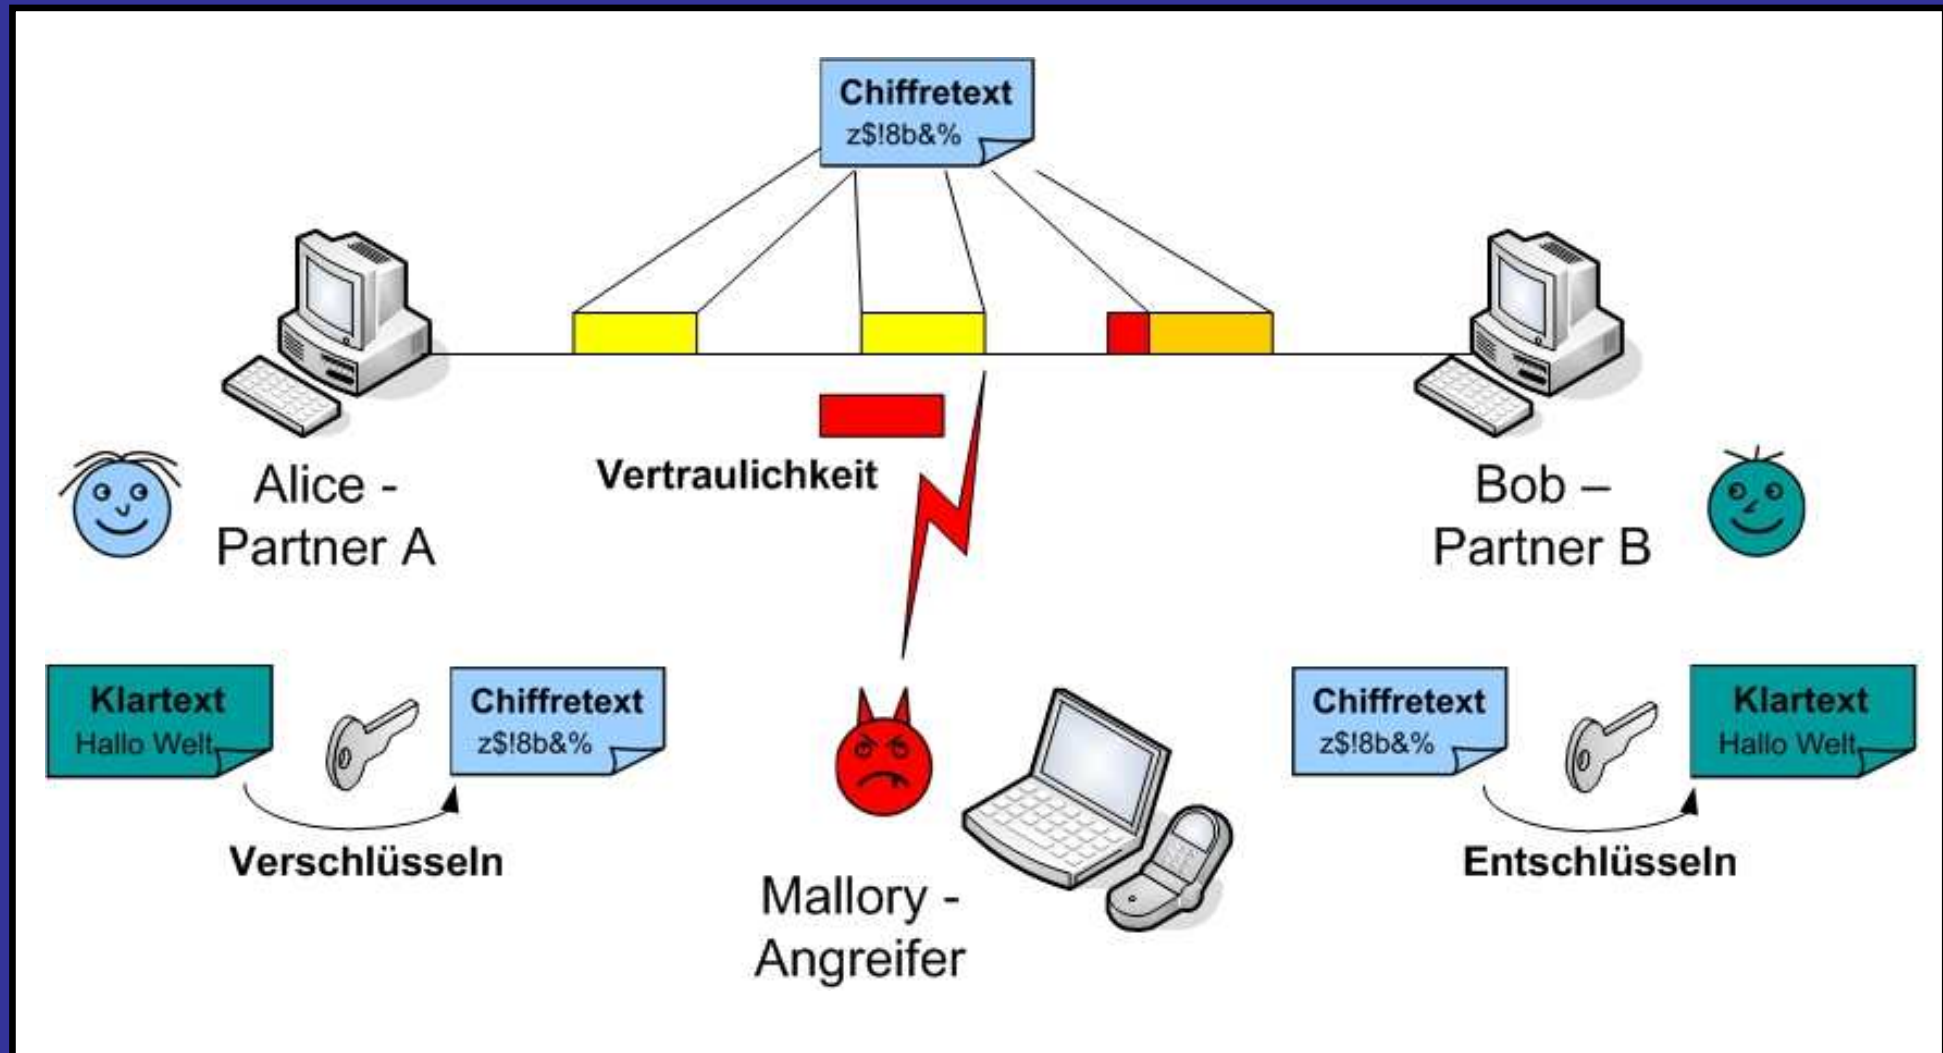 Chiffretext
z$!8b&%
Vertraulichkeit
Alice -
Partner A
Bob –
Partner B
Klartext
Hallo Welt
Chiffretext
z$!8b&%
Verschlüsseln
Mallory -
Angreifer
Chiffretext
z$!8b&%
Klartext
Hallo Welt
Entschlüsseln